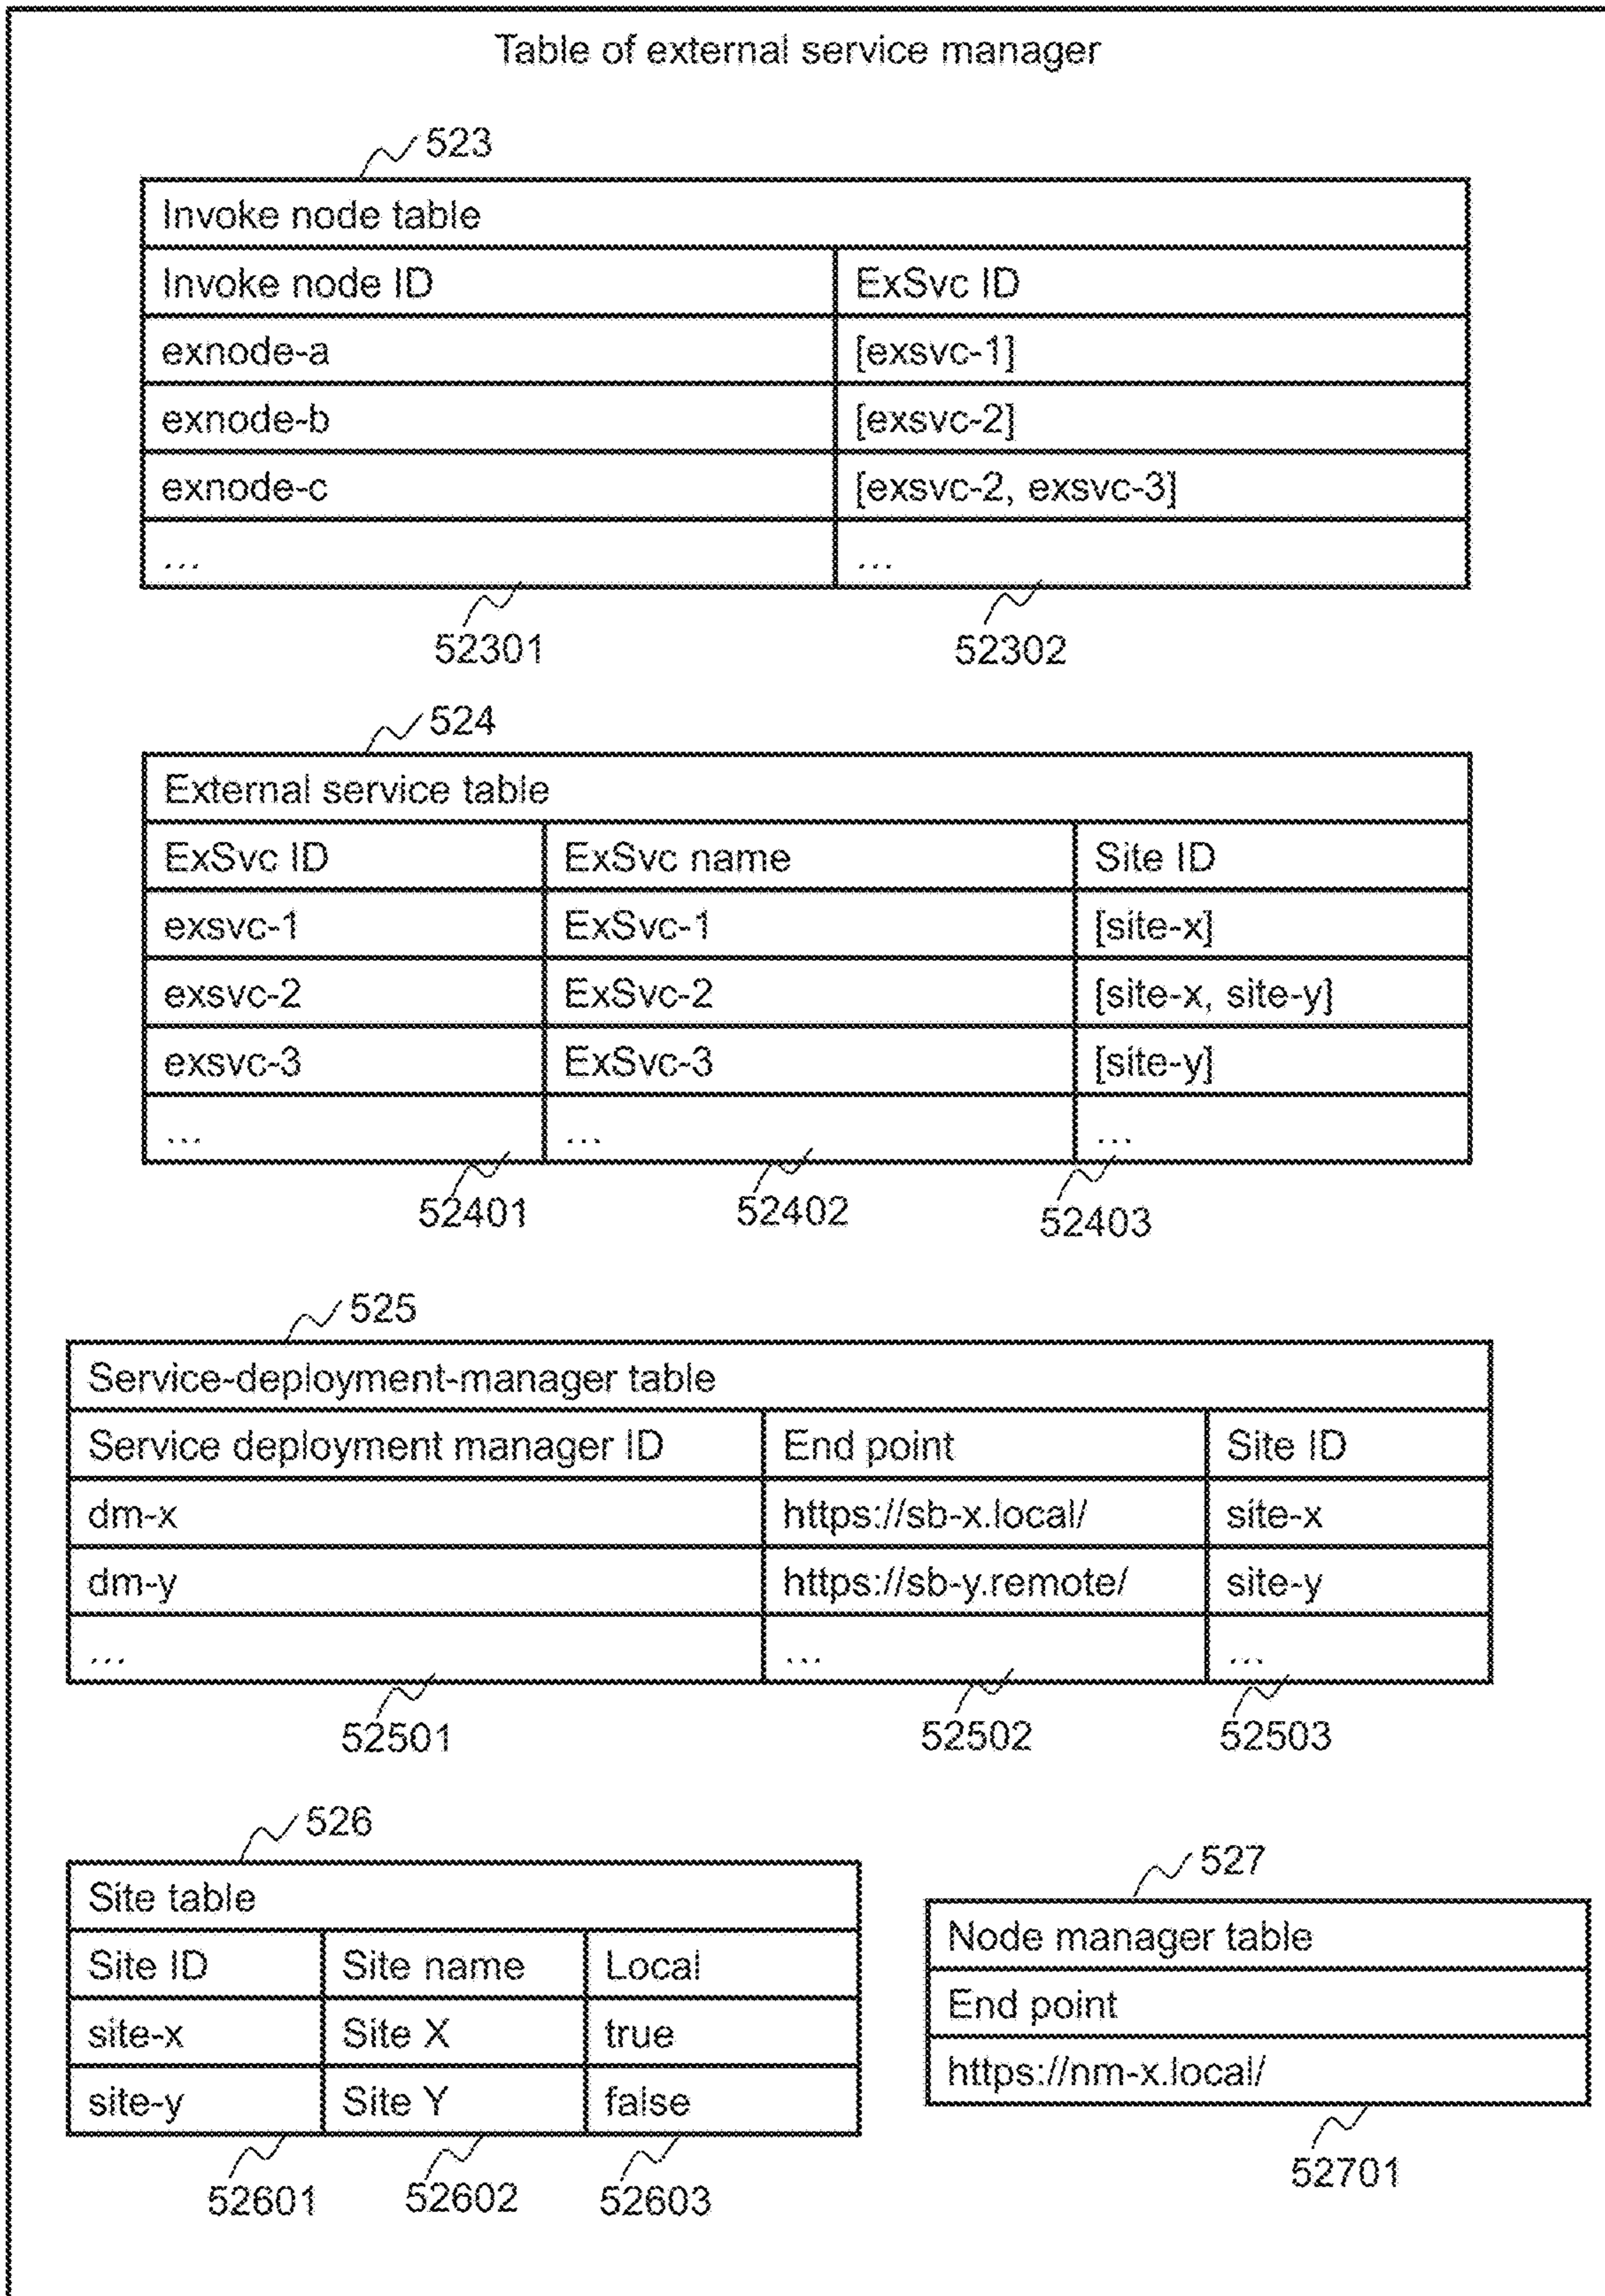 Table of external service manager
523
Invoke node table
Invoke node ID ExSvc ID
exnode-a [exsvc-1]
exnode-b [exsvc-2]
exnode-c [exsvc-2, exsvc-3]
... ...
52301 52302
524
External service table
ExSvc ID ExSvc name Site ID
exsvc-1 ExSvc-1 [site-x]
exsvc-2 ExSvc-2 [site-x, site-y]
exsvc-3 ExSvc-3 [site-y]
... ... ...
52401 52402 52403
525
Service-deployment-manager table
Service deployment manager ID End point Site ID
dm-x https://sb-x.local/ site-x
dm-y https://sb-y.remote/ site-y
... ... ...
52501 52502 52503
526
Site table
Site ID Site name Local
site-x Site X true
site-y Site Y false
52601 52602 52603
527
Node manager table
End point
https://nm-x.local/
52701